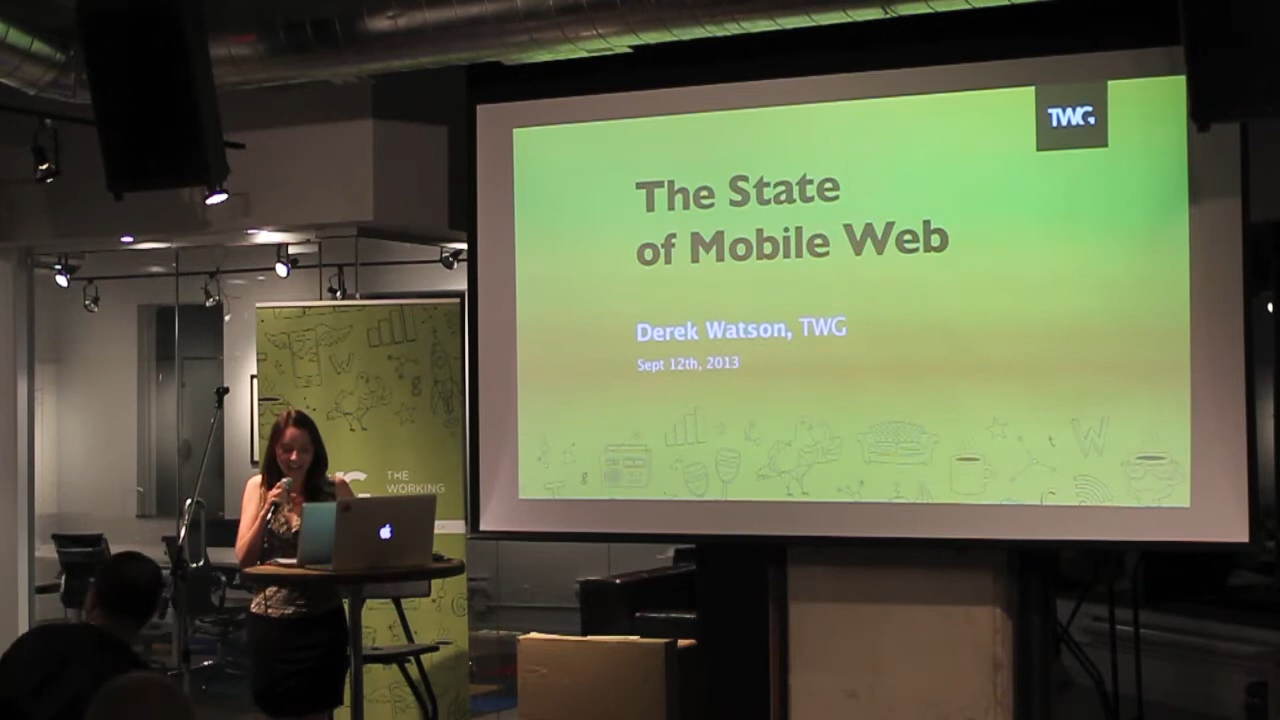 TWG
The State
of Mobile Web
Derek Watson, TWG
Sept 12th, 2013
THE
WORKING
W
W